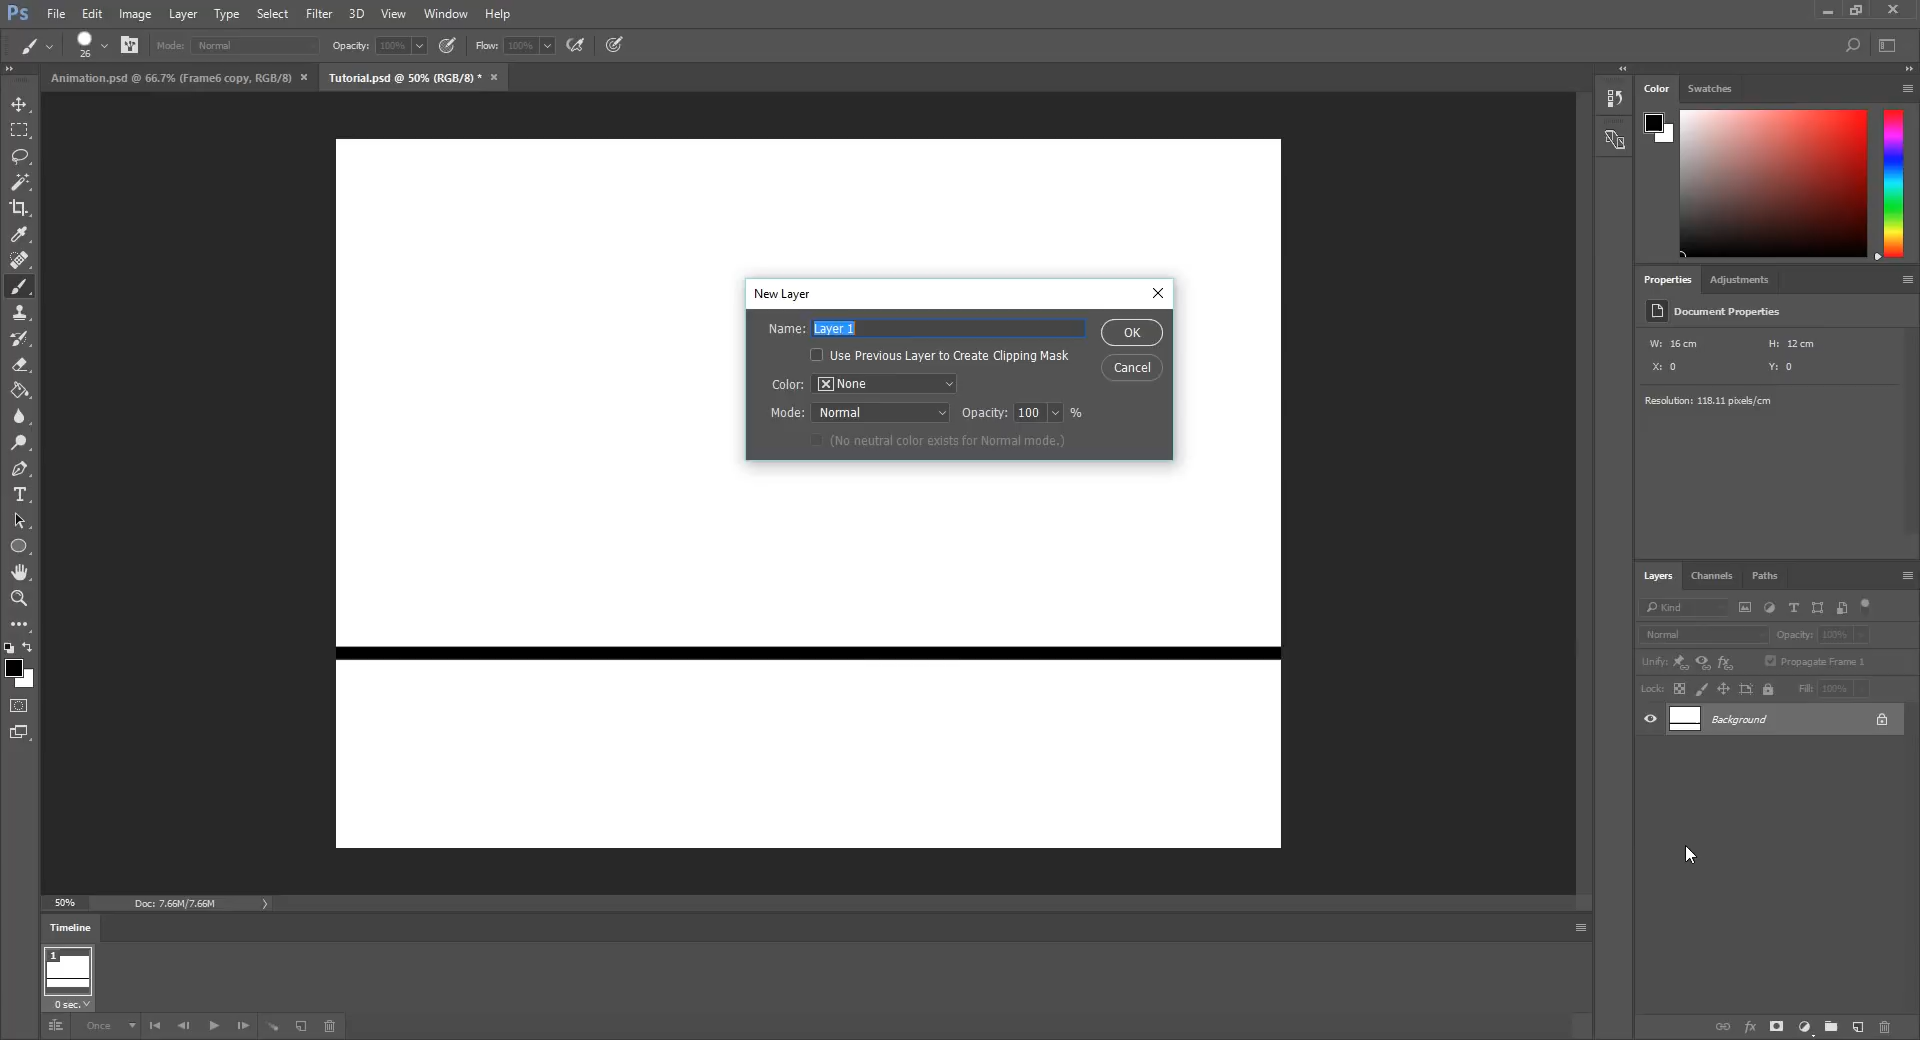 Ps File Edit Image Layer Type Select Filter 3D View Window Help
26 Mode: Normal Opacity: 100% Flow: 100%
Animation.psd @ 66.7% (Frame6 copy, RGB/8) × Tutorial.psd @ 50% (RGB/8) * ×
Color Swatches
New Layer
Name: Layer 1 OK
Use Previous Layer to Create Clipping Mask
Cancel
Color: None
Mode: Normal Opacity: 100 %
(No neutral color exists for Normal mode.)
Properties Adjustments
Document Properties
W: 16 cm H: 12 cm
X: 0 Y: 0
Resolution: 118.11 pixels/cm
Layers Channels Paths
Kind
Normal Opacity: 100%
Unify: Propagate Frame 1
Lock: Fill: 100%
Background
50% Doc: 7.66M/7.66M
Timeline
1
0 sec.
Once